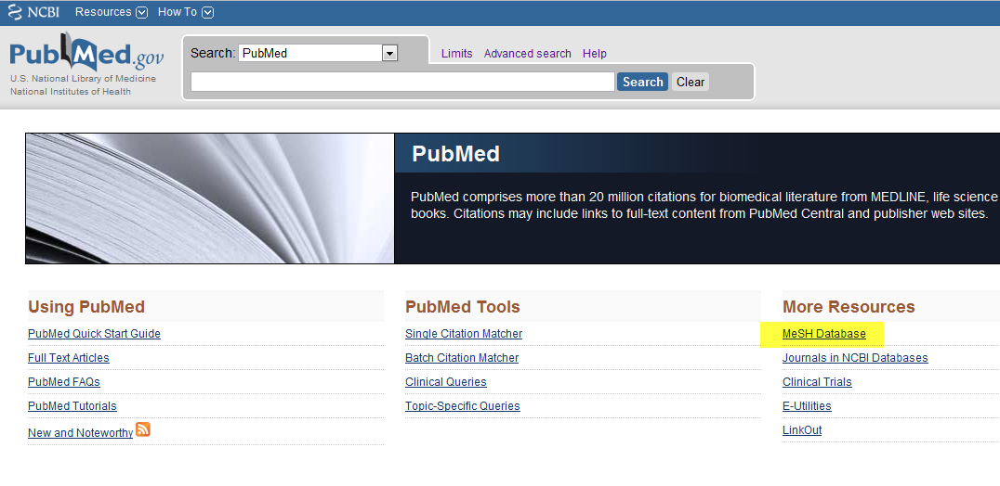 NCBI Resources How To
PubMed.gov
U.S. National Library of Medicine
National Institutes of Health
Search: PubMed
Limits Advanced search Help
Search Clear
PubMed
PubMed comprises more than 20 million citations for biomedical literature from MEDLINE, life science
books. Citations may include links to full-text content from PubMed Central and publisher web sites.
Using PubMed
PubMed Quick Start Guide
Full Text Articles
PubMed FAQs
PubMed Tutorials
New and Noteworthy
PubMed Tools
Single Citation Matcher
Batch Citation Matcher
Clinical Queries
Topic-Specific Queries
More Resources
MeSH Database
Journals in NCBI Databases
Clinical Trials
E-Utilities
LinkOut